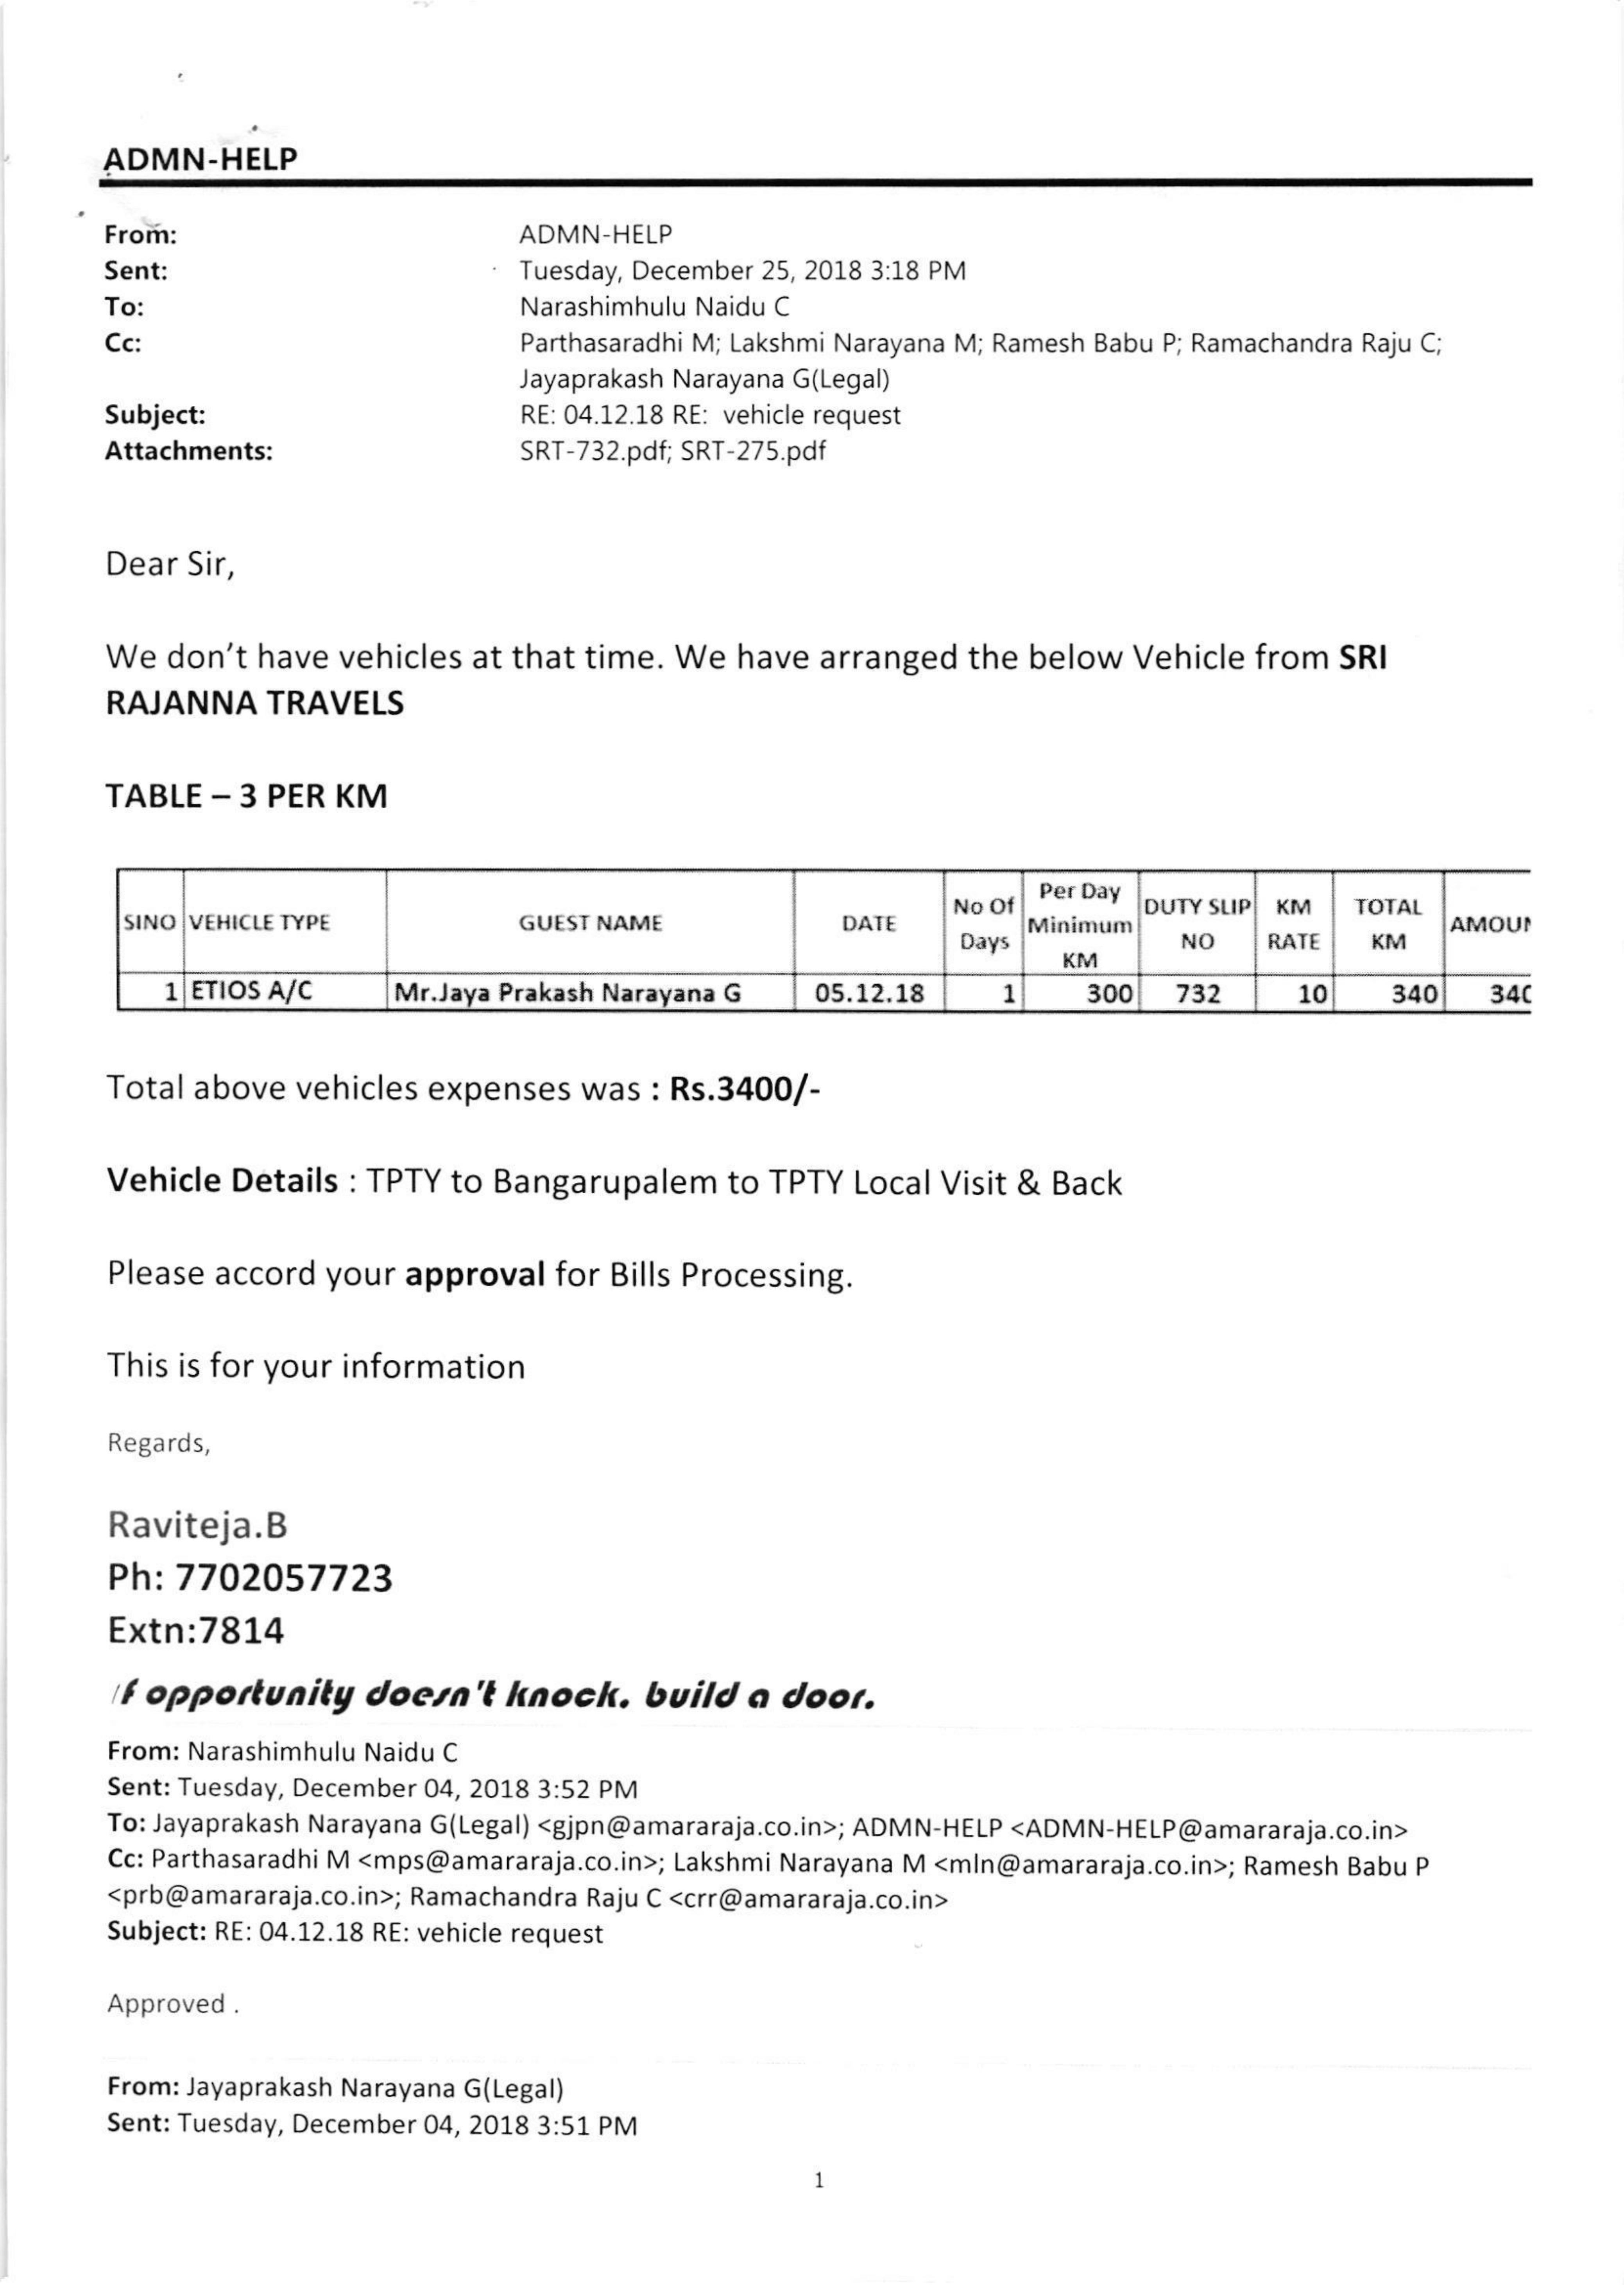 ADMN-HELP
From: ADMN-HELP
Sent: Tuesday, December 25, 2018 3:18 PM
To: Narashimhulu Naidu C
Cc: Parthasaradhi M; Lakshmi Narayana M; Ramesh Babu P; Ramachandra Raju C;
Jayaprakash Narayana G(Legal)
Subject: RE: 04.12.18 RE: vehicle request
Attachments: SRT-732.pdf; SRT-275.pdf
Dear Sir,
We don't have vehicles at that time. We have arranged the below Vehicle from SRI
RAJANNA TRAVELS
TABLE – 3 PER KM
SINO VEHICLE TYPE GUEST NAME DATE No Of Days Per Day Minimum KM DUTY SLIP NO KM RATE TOTAL KM AMOUN
1 ETIOS A/C Mr.Jaya Prakash Narayana G 05.12.18 1 300 732 10 340 340
Total above vehicles expenses was : Rs.3400/-
Vehicle Details : TPTY to Bangarupalem to TPTY Local Visit & Back
Please accord your approval for Bills Processing.
This is for your information
Regards,
Raviteja.B
Ph: 7702057723
Extn:7814
If opportunity doesn't knock. build a door.
From: Narashimhulu Naidu C
Sent: Tuesday, December 04, 2018 3:52 PM
To: Jayaprakash Narayana G(Legal) <gjpn@amararaja.co.in>; ADMN-HELP <ADMN-HELP@amararaja.co.in>
Cc: Parthasaradhi M <mps@amararaja.co.in>; Lakshmi Narayana M <mln@amararaja.co.in>; Ramesh Babu P
<prb@amararaja.co.in>; Ramachandra Raju C <crr@amararaja.co.in>
Subject: RE: 04.12.18 RE: vehicle request
Approved .
From: Jayaprakash Narayana G(Legal)
Sent: Tuesday, December 04, 2018 3:51 PM
1